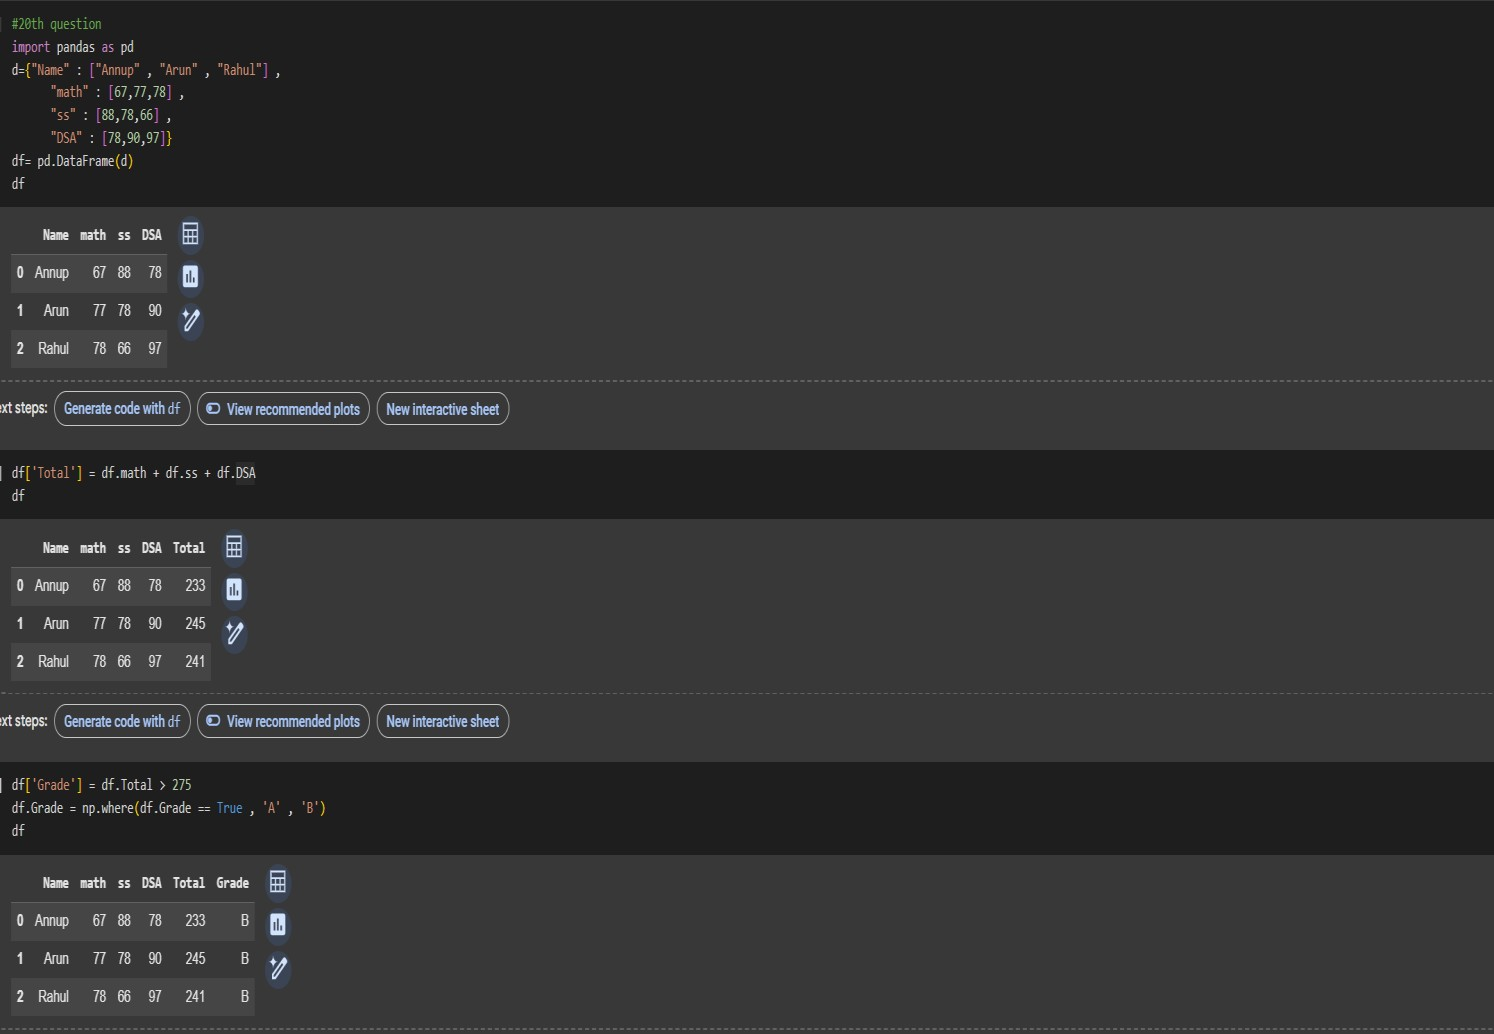 #20th question
import pandas as pd
d={"Name" : ["Annup" , "Arun" , "Rahul"] ,
"math" : [67,77,78] ,
"ss" : [88,78,66] ,
"DSA" : [78,90,97]}
df= pd.DataFrame(d)
df
Name math ss DSA
0 Annup 67 88 78
1 Arun 77 78 90
2 Rahul 78 66 97
ext steps: Generate code with df View recommended plots New interactive sheet
df['Total'] = df.math + df.ss + df.DSA
df
Name math ss DSA Total
0 Annup 67 88 78 233
1 Arun 77 78 90 245
2 Rahul 78 66 97 241
ext steps: Generate code with df View recommended plots New interactive sheet
df['Grade'] = df.Total > 275
df.Grade = np.where(df.Grade == True , 'A' , 'B')
df
Name math ss DSA Total Grade
0 Annup 67 88 78 233 B
1 Arun 77 78 90 245 B
2 Rahul 78 66 97 241 B